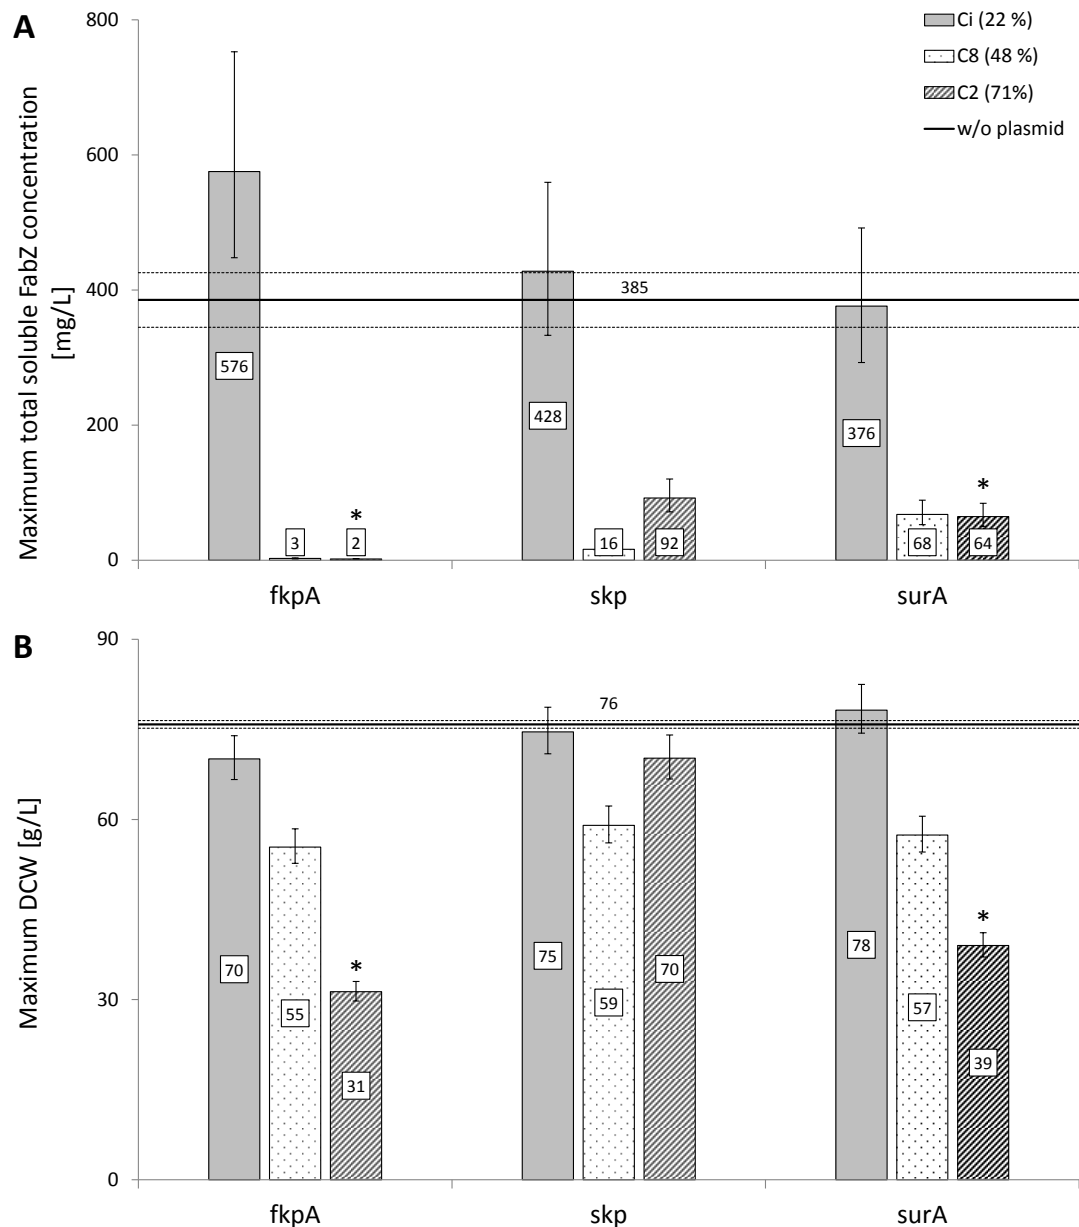 A
Maximum total soluble FabZ concentration
[mg/L]
800
600
400
200
0
Ci (22 %)
C8 (48 %)
C2 (71%)
w/o plasmid
385
576
3
*
2
428
16
92
376
68
*
64
fkpA
skp
surA
B
Maximum DCW [g/L]
90
60
30
0
76
70
55
*
31
75
59
70
78
57
*
39
fkpA
skp
surA